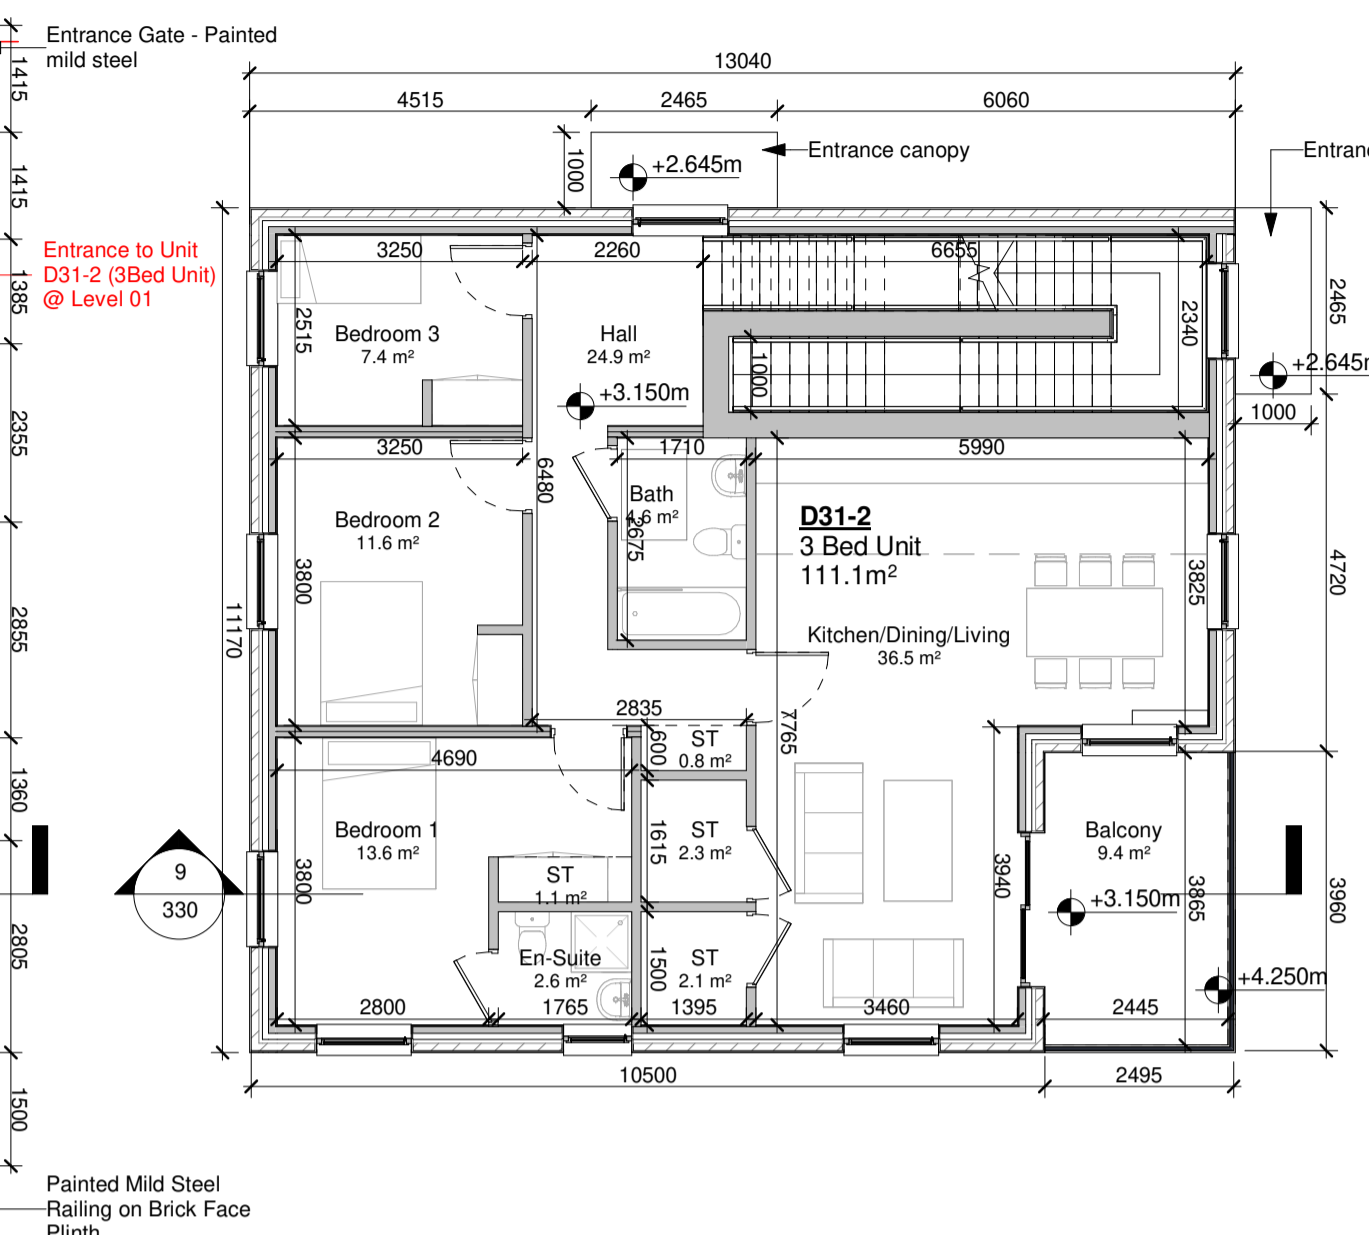 Entrance Gate - Painted
mild steel
13040
4515
2465
6060
1415
1415
1385
2355
2855
1360
2805
1500
1000
+2.645m
Entrance canopy
Entranc
Entrance to Unit
D31-2 (3Bed Unit)
@ Level 01
3250
2260
6655
2515
Bedroom 3
7.4 m²
Hall
24.9 m²
+3.150m
1000
2340
2465
+2.645m
1000
3250
1710
5990
6480
Bedroom 2
11.6 m²
3800
11170
Bath
4.6 m²
2675
D31-2
3 Bed Unit
111.1m²
Kitchen/Dining/Living
36.5 m²
3825
4720
2835
7765
600
ST
0.8 m²
4690
Bedroom 1
13.6 m²
3800
1615
ST
2.3 m²
ST
1.1 m²
En-Suite
2.6 m²
1500
ST
2.1 m²
3940
Balcony
9.4 m²
+3.150m
3865
3960
+4.250m
9
330
2800
1765
1395
3460
2445
10500
2495
Painted Mild Steel
Railing on Brick Face
Plinth